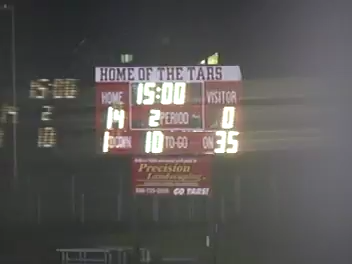 HOME OF THE TARS
HOME 15:00 VISITOR
14 2 PERIOD 0
1 DOWN 10 TO-GO ON 35
Precision
Landscaping
GO TARS!